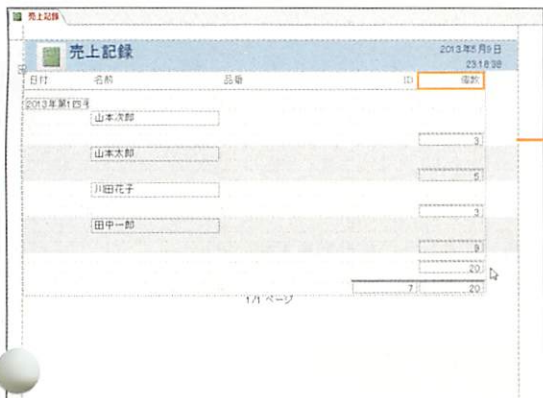 売上記録
売上記録 2013年5月9日
23:18:38
日付 名前 品番 ID 個数
2013年第1四半
山本次郎
3
山本太郎
5
川田花子
3
田中一郎
9
20
7 20
1/1 ページ